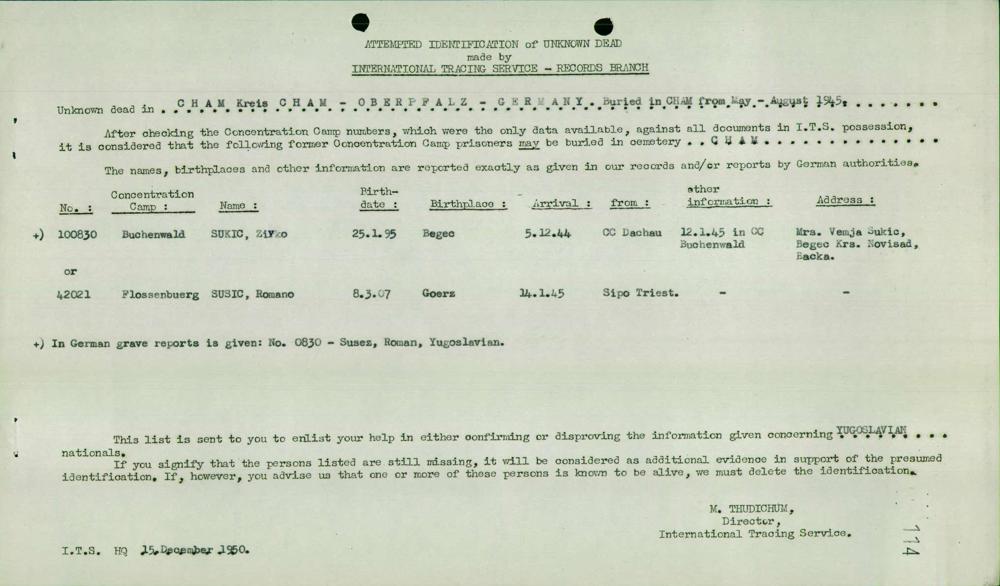 ATTEMPTED IDENTIFICATION of UNKNOWN DEAD
made by
INTERNATIONAL TRACING SERVICE - RECORDS BRANCH
Unknown dead in . CHAM Kreis CHAM - OBERPFALZ - GERMANY. Buried in CHAM from May - August 1945. . . . . . .
After checking the Concentration Camp numbers, which were the only data available, against all documents in I.T.S. possession,
it is considered that the following former Concentration Camp prisoners may be buried in cemetery . . CHAM . . . . . . . . . . . . . . .
The names, birthplaces and other information are reported exactly as given in our records and/or reports by German authorities.
No. : Concentration Camp : Name : Birth-date : Birthplace : Arrival : from : other information : Address :
+) 100830 Buchenwald SUKIC, Zivko 25.1.95 Begec 5.12.44 CC Dachau 12.1.45 in CC Mrs. Vemja Sukic,
Buchenwald Begec Krs. Novisad,
Backa.
or
42021 Flossenbuerg SUSIC, Romano 8.3.07 Goerz 14.1.45 Sipo Triest. - -
+) In German grave reports is given: No. 0830 - Susez, Roman, Yugoslavian.
This list is sent to you to enlist your help in either confirming or disproving the information given concerning YUGOSLAVIAN . . .
nationals.
If you signify that the persons listed are still missing, it will be considered as additional evidence in support of the presumed
identification. If, however, you advise us that one or more of these persons is known to be alive, we must delete the identification.
M. THUDICHUM,
Director,
International Tracing Service.
I.T.S. HQ 15.December 1950.
114